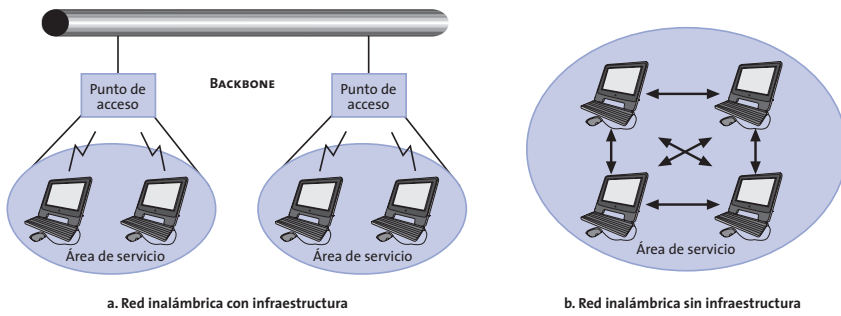 Punto de
acceso
BACKBONE
Punto de
acceso
Área de servicio
Área de servicio
Área de servicio
a. Red inalámbrica con infraestructura
b. Red inalámbrica sin infraestructura